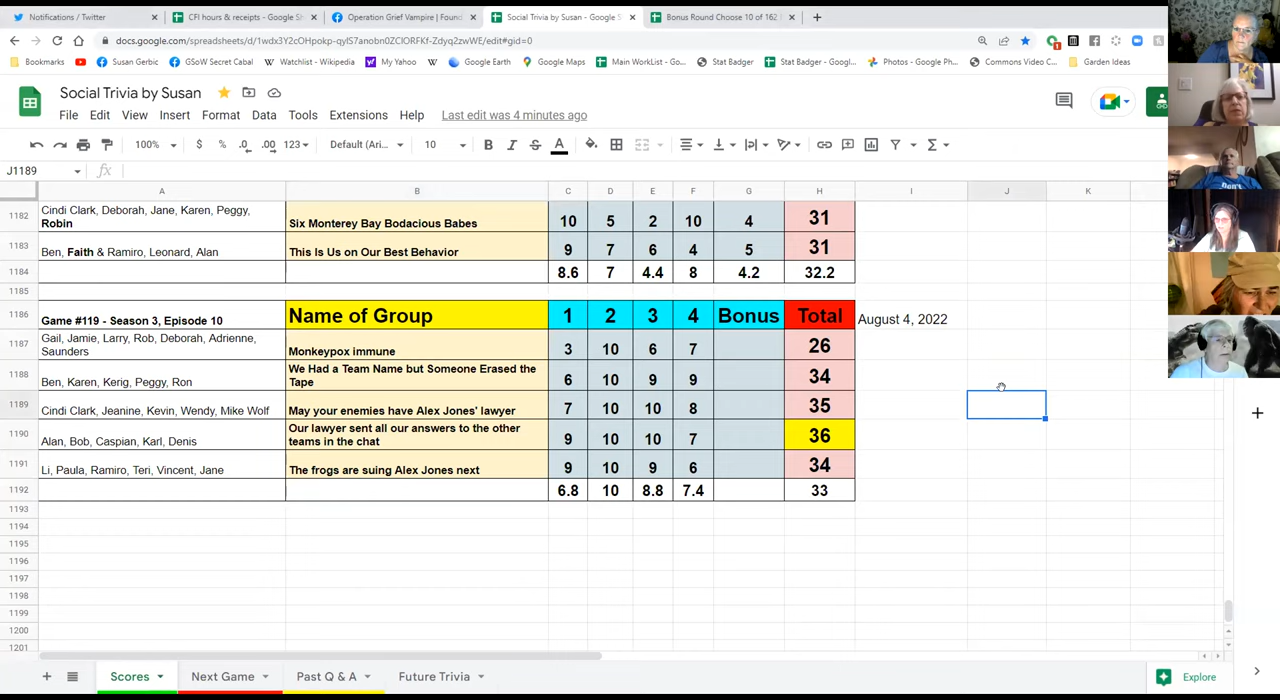 Notifications / Twitter
CFI hours & receipts - Google Sh
Operation Grief Vampire | Found
Social Trivia by Susan - Google S
Bonus Round Choose 10 of 162
docs.google.com/spreadsheets/d/1wdx3Y2cOHpokp-qyIS7anobn0ZCIORFKf-Zdyq2zwWE/edit#gid=0
Bookmarks
Susan Gerbic
GSoW Secret Cabal
Watchlist - Wikipedia
My Yahoo
Google Earth
Google Maps
Main WorkList - Go...
Stat Badger
Stat Badger - Googl...
Photos - Google Ph...
Commons Video C...
Garden Ideas
Social Trivia by Susan
File Edit View Insert Format Data Tools Extensions Help Last edit was 4 minutes ago
100% $ % .0 .00 123 Default (Ari... 10 B I S A
J1189 fx
A B C D E F G H I J K
1182 Cindi Clark, Deborah, Jane, Karen, Peggy,
Robin Six Monterey Bay Bodacious Babes 10 5 2 10 4 31
1183 Ben, Faith & Ramiro, Leonard, Alan This Is Us on Our Best Behavior 9 7 6 4 5 31
1184 8.6 7 4.4 8 4.2 32.2
1185
1186 Game #119 - Season 3, Episode 10 Name of Group 1 2 3 4 Bonus Total August 4, 2022
1187 Gail, Jamie, Larry, Rob, Deborah, Adrienne,
Saunders Monkeypox immune 3 10 6 7 26
1188 Ben, Karen, Kerig, Peggy, Ron We Had a Team Name but Someone Erased the
Tape 6 10 9 9 34
1189 Cindi Clark, Jeanine, Kevin, Wendy, Mike Wolf May your enemies have Alex Jones' lawyer 7 10 10 8 35
1190 Alan, Bob, Caspian, Karl, Denis Our lawyer sent all our answers to the other
teams in the chat 9 10 10 7 36
1191 Li, Paula, Ramiro, Teri, Vincent, Jane The frogs are suing Alex Jones next 9 10 9 6 34
1192 6.8 10 8.8 7.4 33
1193
1194
1195
1196
1197
1198
1199
1200
1201
Scores Next Game Past Q & A Future Trivia Explore